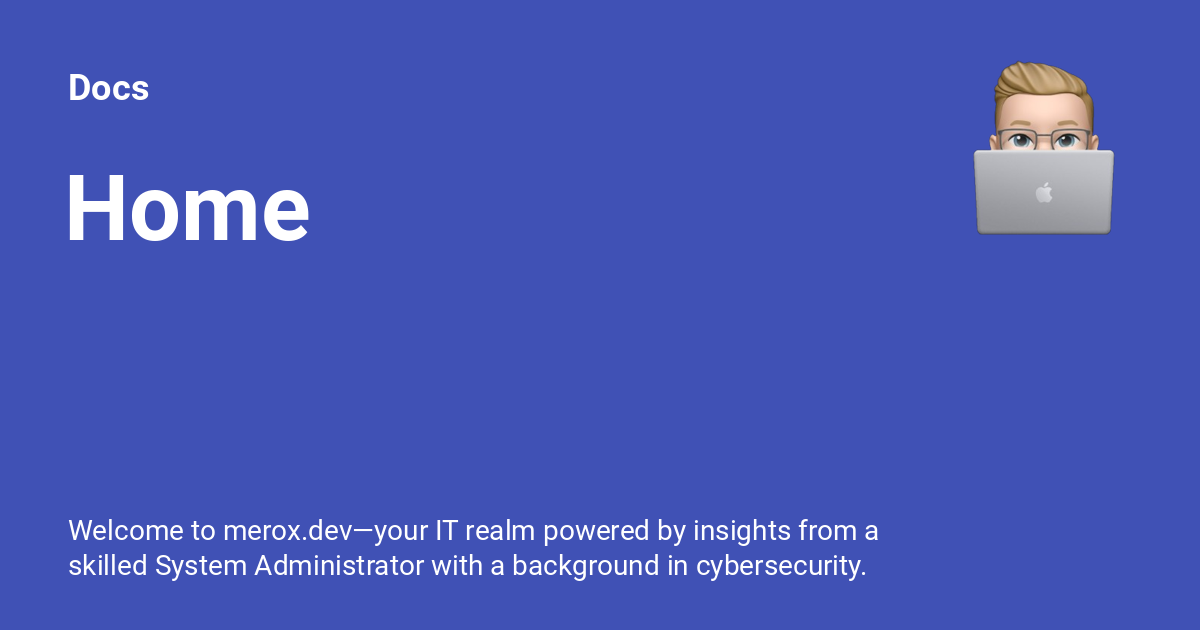 Docs
Home
Welcome to merox.dev—your IT realm powered by insights from a
skilled System Administrator with a background in cybersecurity.